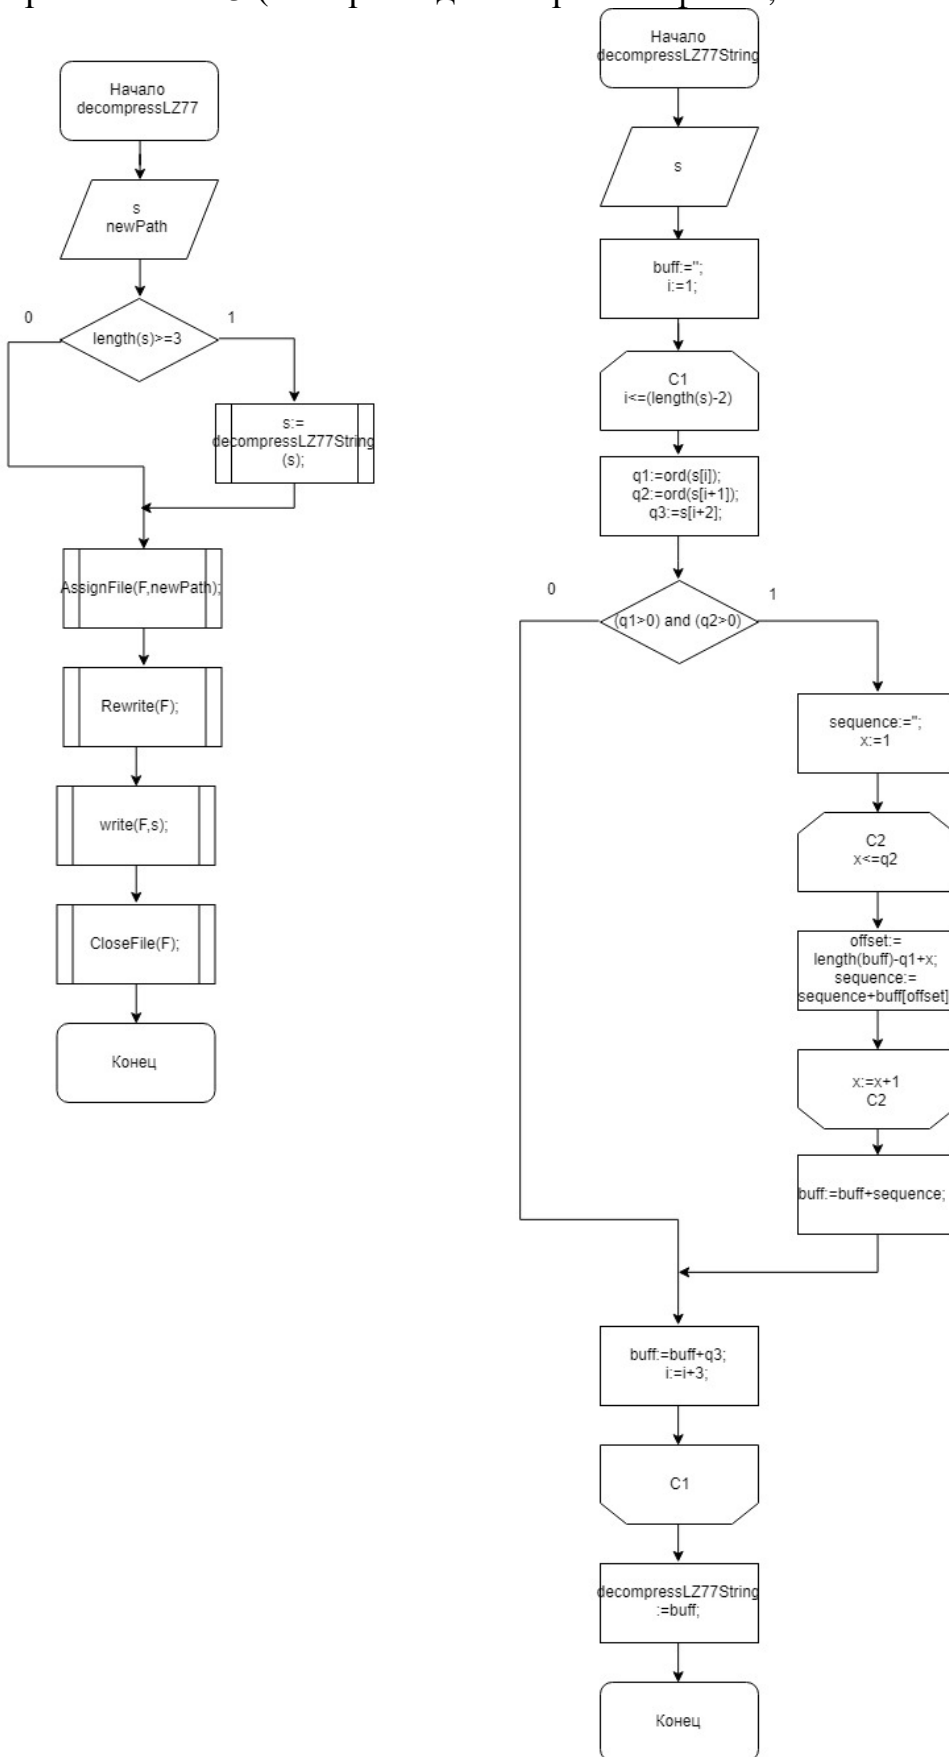 Начало
decompressLZ77
s
newPath
0
1
length(s)>=3
s:=
decompressLZ77String
(s);
AssignFile(F,newPath);
Rewrite(F);
write(F,s);
CloseFile(F);
Конец
Начало
decompressLZ77String
s
buff:='';
i:=1;
C1
i<=(length(s)-2)
q1:=ord(s[i]);
q2:=ord(s[i+1]);
q3:=s[i+2];
0
1
(q1>0) and (q2>0)
sequence:='';
x:=1
C2
x<=q2
offset:=
length(buff)-q1+x;
sequence:=
sequence+buff[offset]
x:=x+1
C2
buff:=buff+sequence;
buff:=buff+q3;
i:=i+3;
C1
decompressLZ77String
:=buff;
Конец